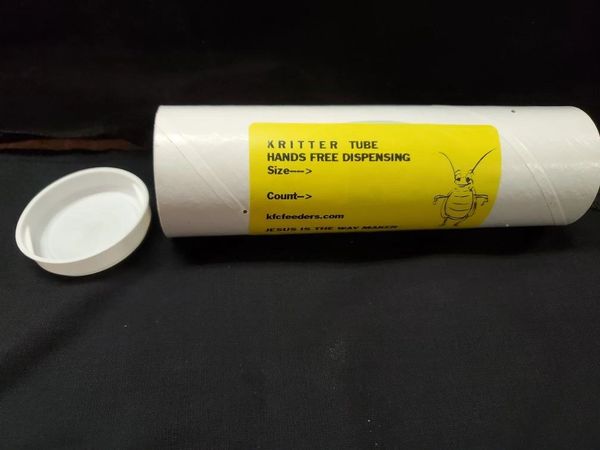 KRITTER TUBE
HANDS FREE DISPENSING
Size--->
Count-->
kfcfeeders.com
JESUS IS THE WAY MAKER